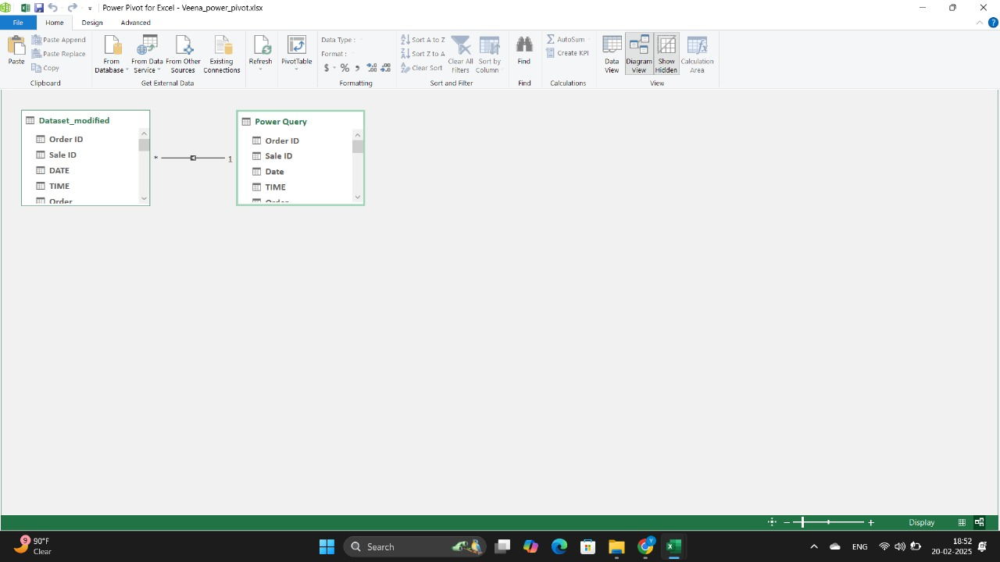 Power Pivot for Excel - Veena_power_pivot.xlsx
File Home Design Advanced
Paste
Paste Append
Paste Replace
Copy
Clipboard
From
Database
From Data
Service
From Other
Sources
Existing
Connections
Get External Data
Refresh
PivotTable
Data Type :
Format :
$ % ,
Formatting
Sort A to Z
Sort Z to A
Clear Sort
Clear All
Filters
Sort by
Column
Sort and Filter
Find
Find
AutoSum
Create KPI
Calculations
Data
View
Diagram
View
Show
Hidden
Calculation
Area
View
Dataset_modified
Order ID
Sale ID
DATE
TIME
Order
* 1
Power Query
Order ID
Sale ID
Date
TIME
Order
Display
9 90°F
Clear
Search
ENG
18:52
20-02-2025